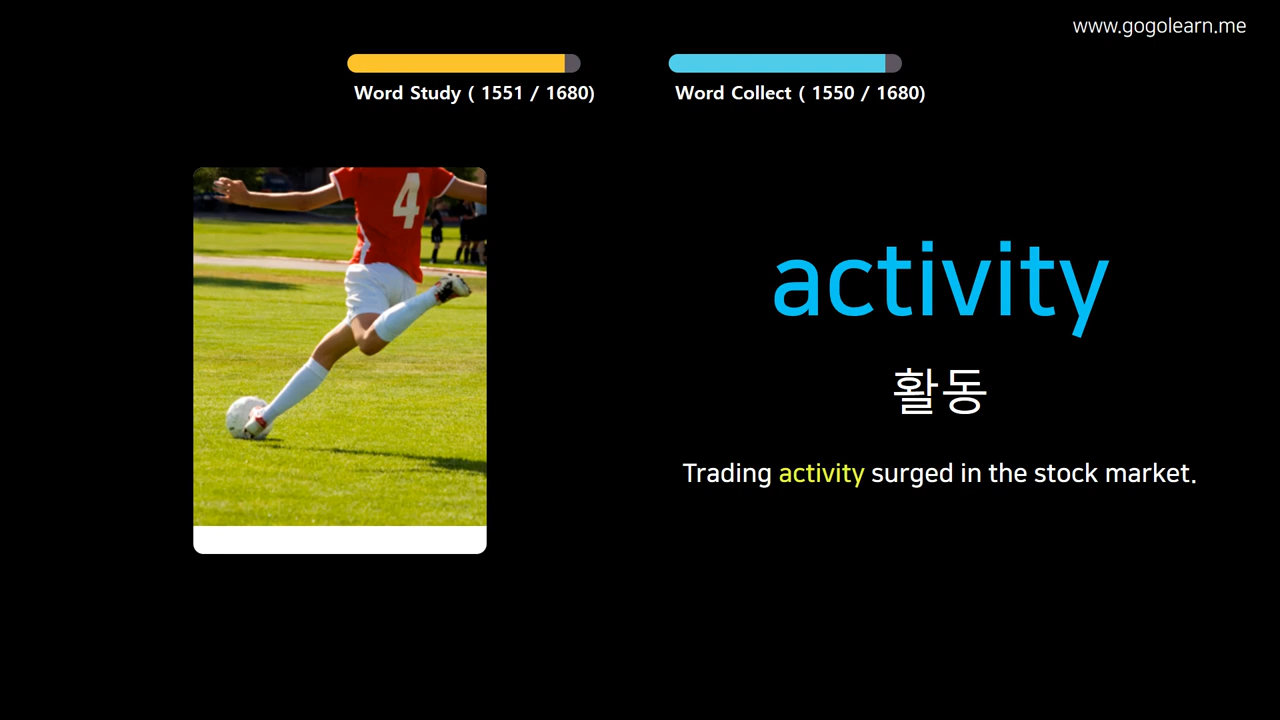 www.gogolearn.me
Word Study ( 1551 / 1680)
Word Collect ( 1550 / 1680)
4
activity
활동
Trading activity surged in the stock market.